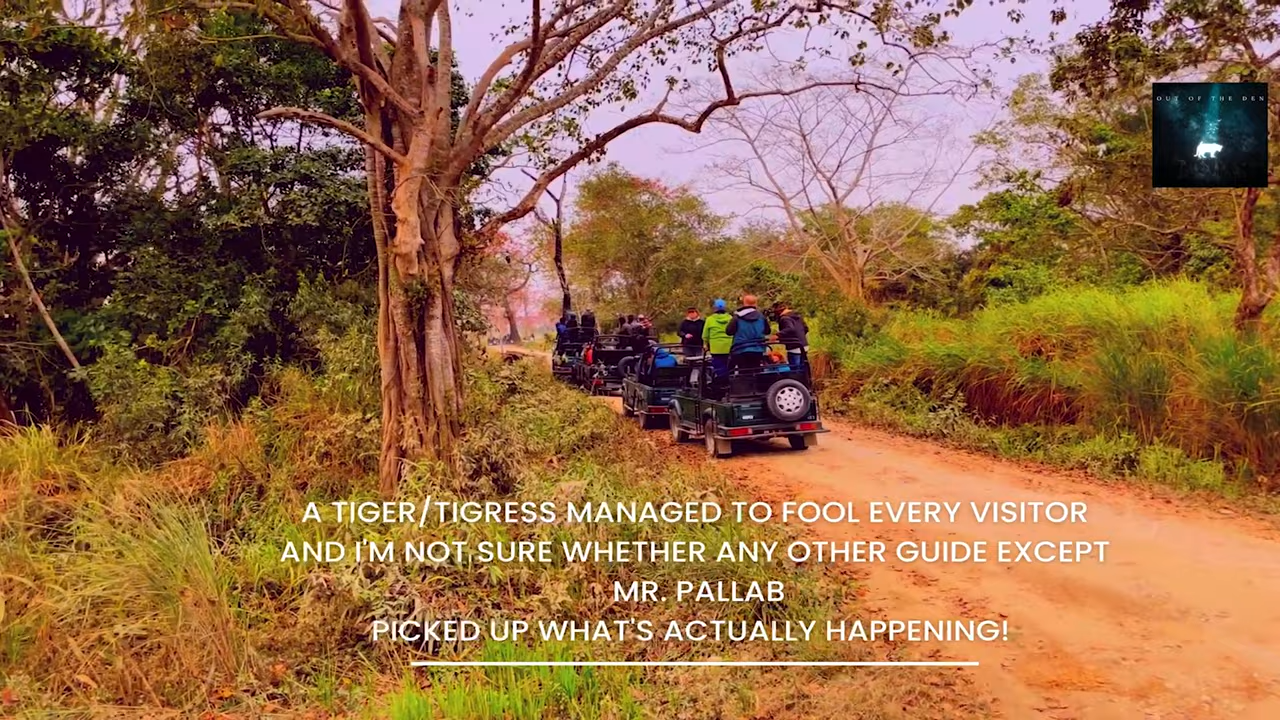 OUT OF THE DEN
A TIGER/TIGRESS MANAGED TO FOOL EVERY VISITOR
AND I'M NOT SURE WHETHER ANY OTHER GUIDE EXCEPT
MR. PALLAB
PICKED UP WHAT'S ACTUALLY HAPPENING!